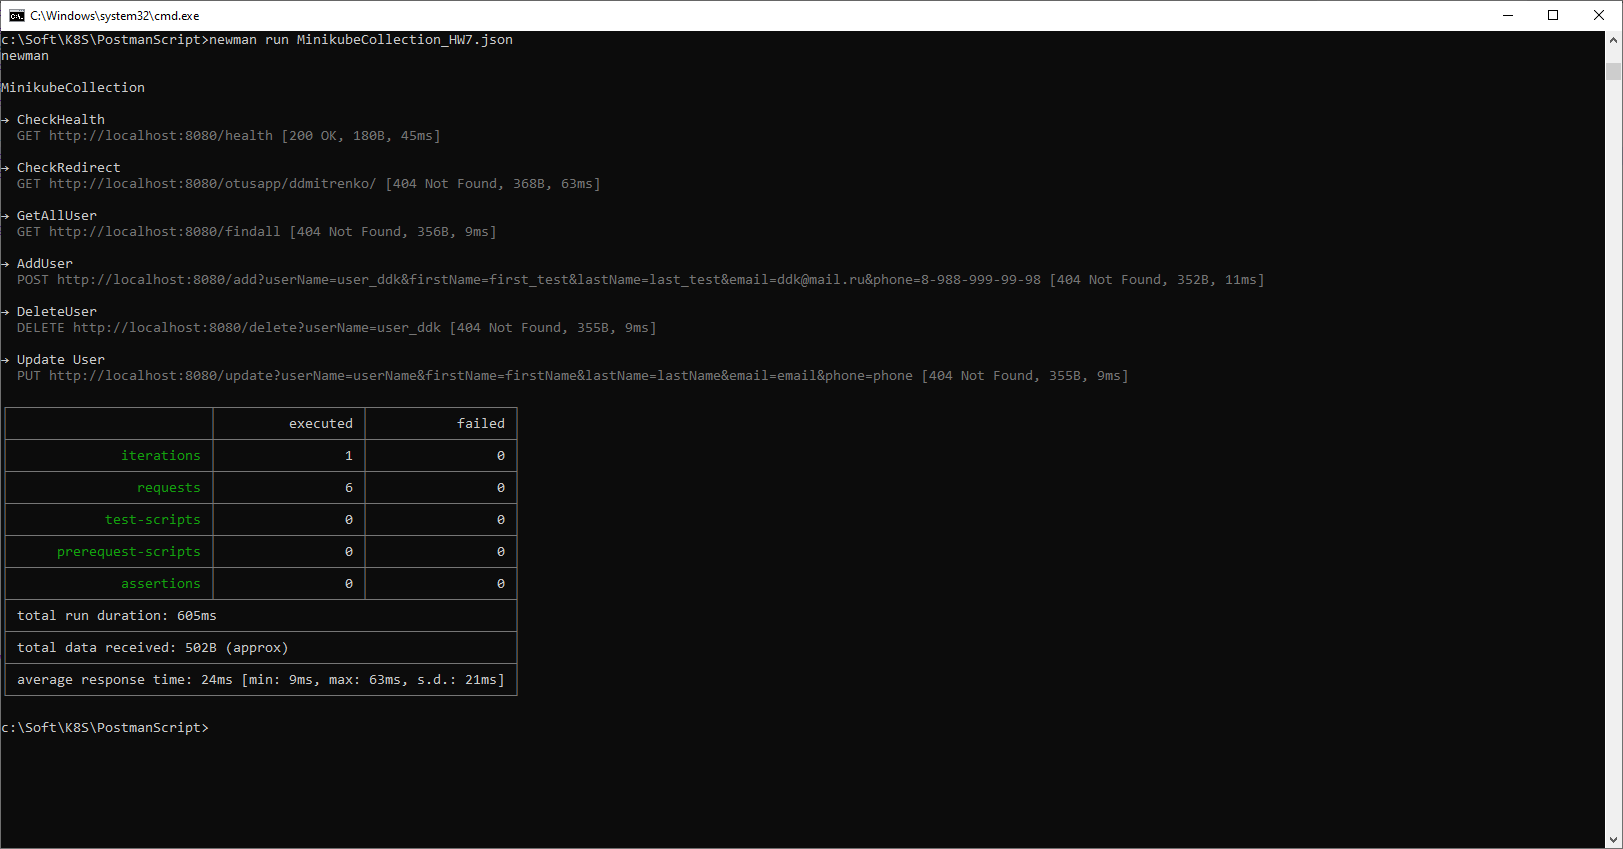 C:\Windows\system32\cmd.exe
c:\Soft\K8S\PostmanScript>newman run MinikubeCollection_HW7.json
newman
MinikubeCollection
→ CheckHealth
GET http://localhost:8080/health [200 OK, 180B, 45ms]
→ CheckRedirect
GET http://localhost:8080/otusapp/ddmitrenko/ [404 Not Found, 368B, 63ms]
→ GetAllUser
GET http://localhost:8080/findall [404 Not Found, 356B, 9ms]
→ AddUser
POST http://localhost:8080/add?userName=user_ddk&firstName=first_test&lastName=last_test&email=ddk@mail.ru&phone=8-988-999-99-98 [404 Not Found, 352B, 11ms]
→ DeleteUser
DELETE http://localhost:8080/delete?userName=user_ddk [404 Not Found, 355B, 9ms]
→ Update User
PUT http://localhost:8080/update?userName=userName&firstName=firstName&lastName=lastName&email=email&phone=phone [404 Not Found, 355B, 9ms]
executed failed
iterations 1 0
requests 6 0
test-scripts 0 0
prerequest-scripts 0 0
assertions 0 0
total run duration: 605ms
total data received: 502B (approx)
average response time: 24ms [min: 9ms, max: 63ms, s.d.: 21ms]
c:\Soft\K8S\PostmanScript>